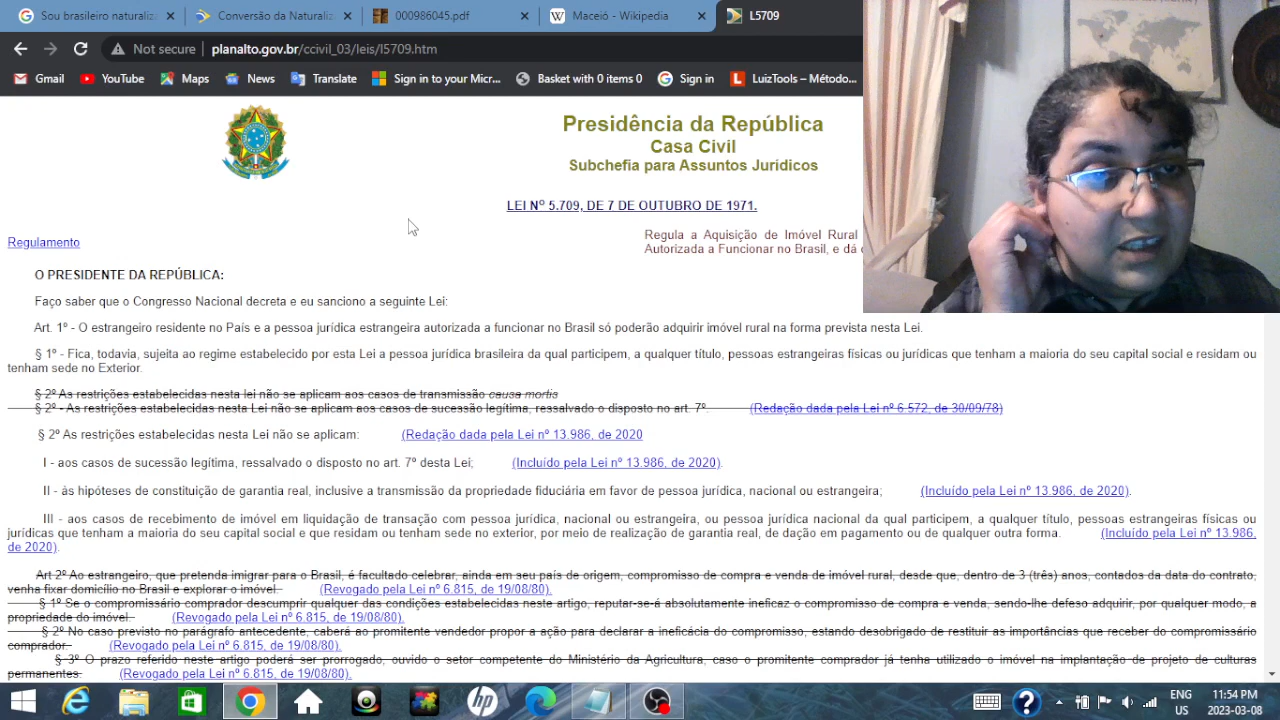 Serviços e Informações do Brasil
Conversão da Naturaliz
000986045.pdf
Maceió - Wikipedia
L5709
Not secure planalto.gov.br/ccivil_03/leis/l5709.htm
Gmail YouTube Maps News Translate Sign in to your Micr... Basket with 0 items 0 Sign in LuizTools – Método...
Presidência da República
Casa Civil
Subchefia para Assuntos Jurídicos
LEI Nº 5.709, DE 7 DE OUTUBRO DE 1971.
Regula a Aquisição de Imóvel Rural
Regulamento
Autorizada a Funcionar no Brasil, e dá
O PRESIDENTE DA REPÚBLICA:
Faço saber que o Congresso Nacional decreta e eu sanciono a seguinte Lei:
Art. 1º - O estrangeiro residente no País e a pessoa jurídica estrangeira autorizada a funcionar no Brasil só poderão adquirir imóvel rural na forma prevista nesta Lei.
§ 1º - Fica, todavia, sujeita ao regime estabelecido por esta Lei a pessoa jurídica brasileira da qual participem, a qualquer título, pessoas estrangeiras físicas ou jurídicas que tenham a maioria do seu capital social e residam ou
tenham sede no Exterior.
§ 2º As restrições estabelecidas nesta lei não se aplicam aos casos de transmissão causa mortis
§ 2º - As restrições estabelecidas nesta Lei não se aplicam aos casos de sucessão legítima, ressalvado o disposto no art. 7º. (Redação dada pela Lei nº 6.572, de 30/09/78)
§ 2º As restrições estabelecidas nesta Lei não se aplicam: (Redação dada pela Lei nº 13.986, de 2020
I - aos casos de sucessão legítima, ressalvado o disposto no art. 7º desta Lei; (Incluído pela Lei nº 13.986, de 2020).
II - às hipóteses de constituição de garantia real, inclusive a transmissão da propriedade fiduciária em favor de pessoa jurídica, nacional ou estrangeira; (Incluído pela Lei nº 13.986, de 2020).
III - aos casos de recebimento de imóvel em liquidação de transação com pessoa jurídica, nacional ou estrangeira, ou pessoa jurídica nacional da qual participem, a qualquer título, pessoas estrangeiras físicas ou
jurídicas que tenham a maioria do seu capital social e que residam ou tenham sede no exterior, por meio de realização de garantia real, de dação em pagamento ou de qualquer outra forma. (Incluído pela Lei nº 13.986,
de 2020).
Art 2º Ao estrangeiro, que pretenda imigrar para o Brasil, é facultado celebrar, ainda em seu país de origem, compromisso de compra e venda de imóvel rural, desde que, dentro de 3 (três) anos, contados da data do contrato,
venha fixar domicílio no Brasil e explorar o imóvel. (Revogado pela Lei nº 6.815, de 19/08/80).
§ 1º Se o compromissário comprador descumprir qualquer das condições estabelecidas neste artigo, reputar-se-á absolutamente ineficaz o compromisso de compra e venda, sendo-lhe defeso adquirir, por qualquer modo, a
propriedade do imóvel. (Revogado pela Lei nº 6.815, de 19/08/80).
§ 2º No caso previsto no parágrafo antecedente, caberá ao promitente vendedor propor a ação para declarar a ineficácia do compromisso, estando desobrigado de restituir as importâncias que receber do compromissário
comprador. (Revogado pela Lei nº 6.815, de 19/08/80).
§ 3º O prazo referido neste artigo poderá ser prorrogado, ouvido o setor competente do Ministério da Agricultura, caso o promitente comprador já tenha utilizado o imóvel na implantação de projeto de culturas
permanentes. (Revogado pela Lei nº 6.815, de 19/08/80).
ENG 11:54 PM
US 2023-03-08